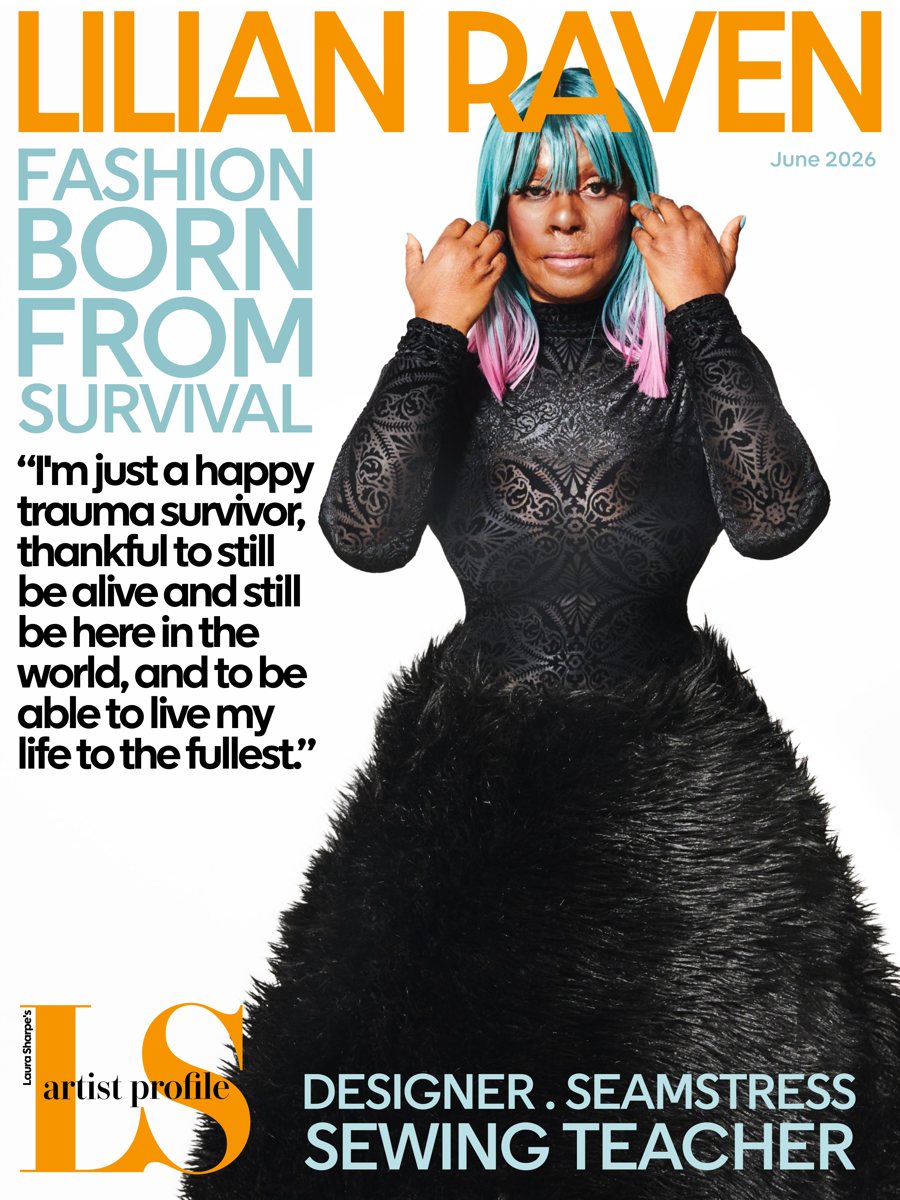 LILIAN RAVEN
June 2026
FASHION
BORN
FROM
SURVIVAL
“I'm just a happy
trauma survivor,
thankful to still
be alive and still
be here in the
world, and to be
able to live my
life to the fullest.”
Laura Sharpe's
LS
artist profile
DESIGNER . SEAMSTRESS
SEWING TEACHER